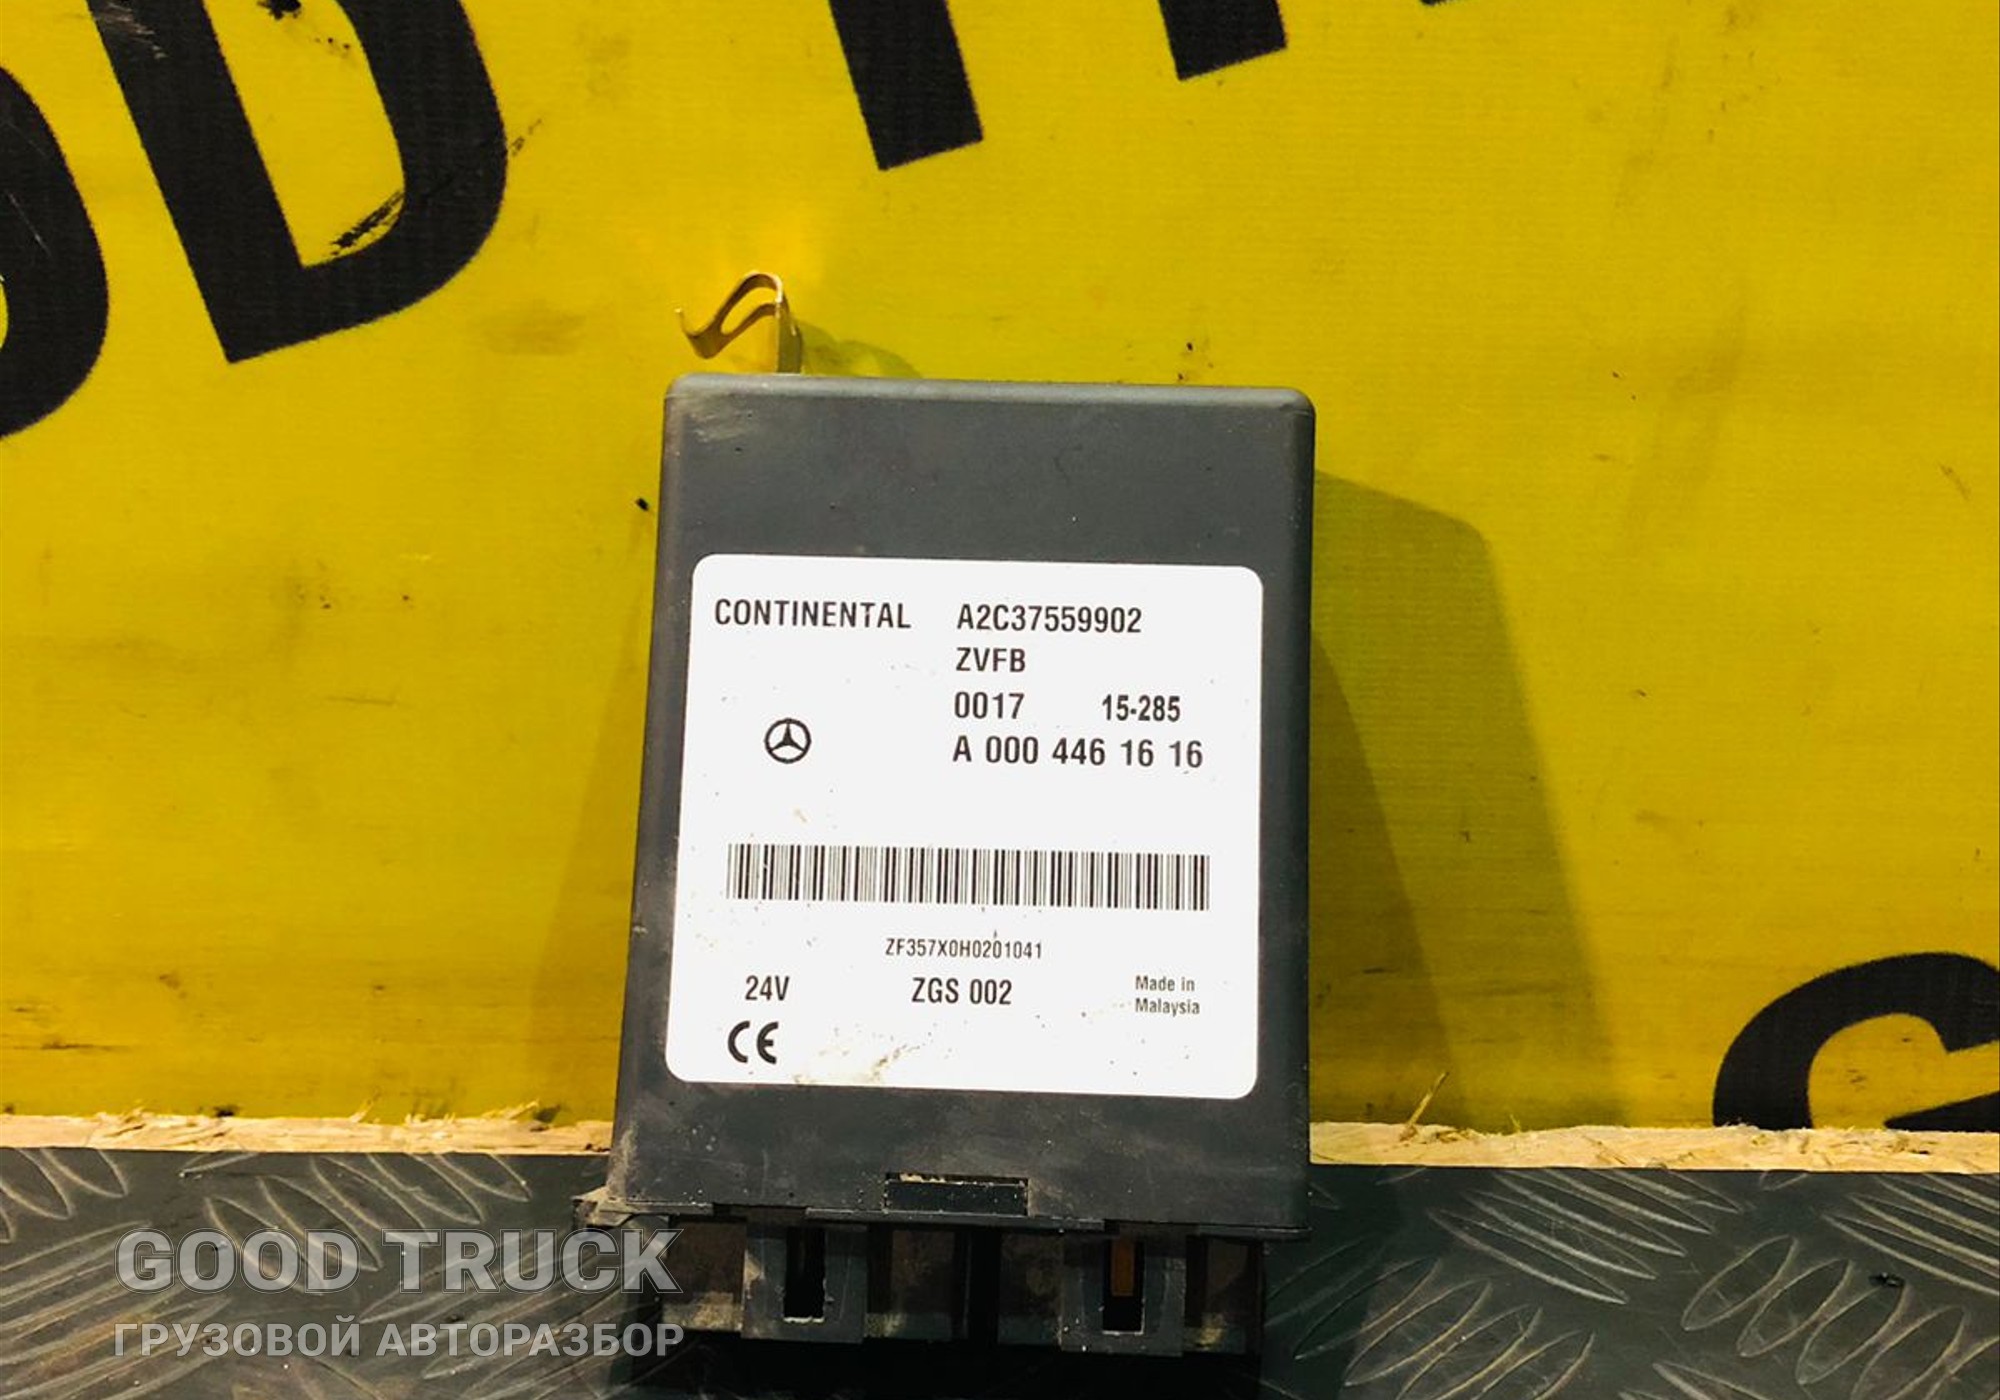 CONTINENTAL A2C37559902
ZVFB
0017 15-285
A 000 446 16 16
ZF357X0H0201041
24V ZGS 002 Made in
Malaysia
CE
GOOD TRUCK
ГРУЗОВОЙ АВТОРАЗБОР